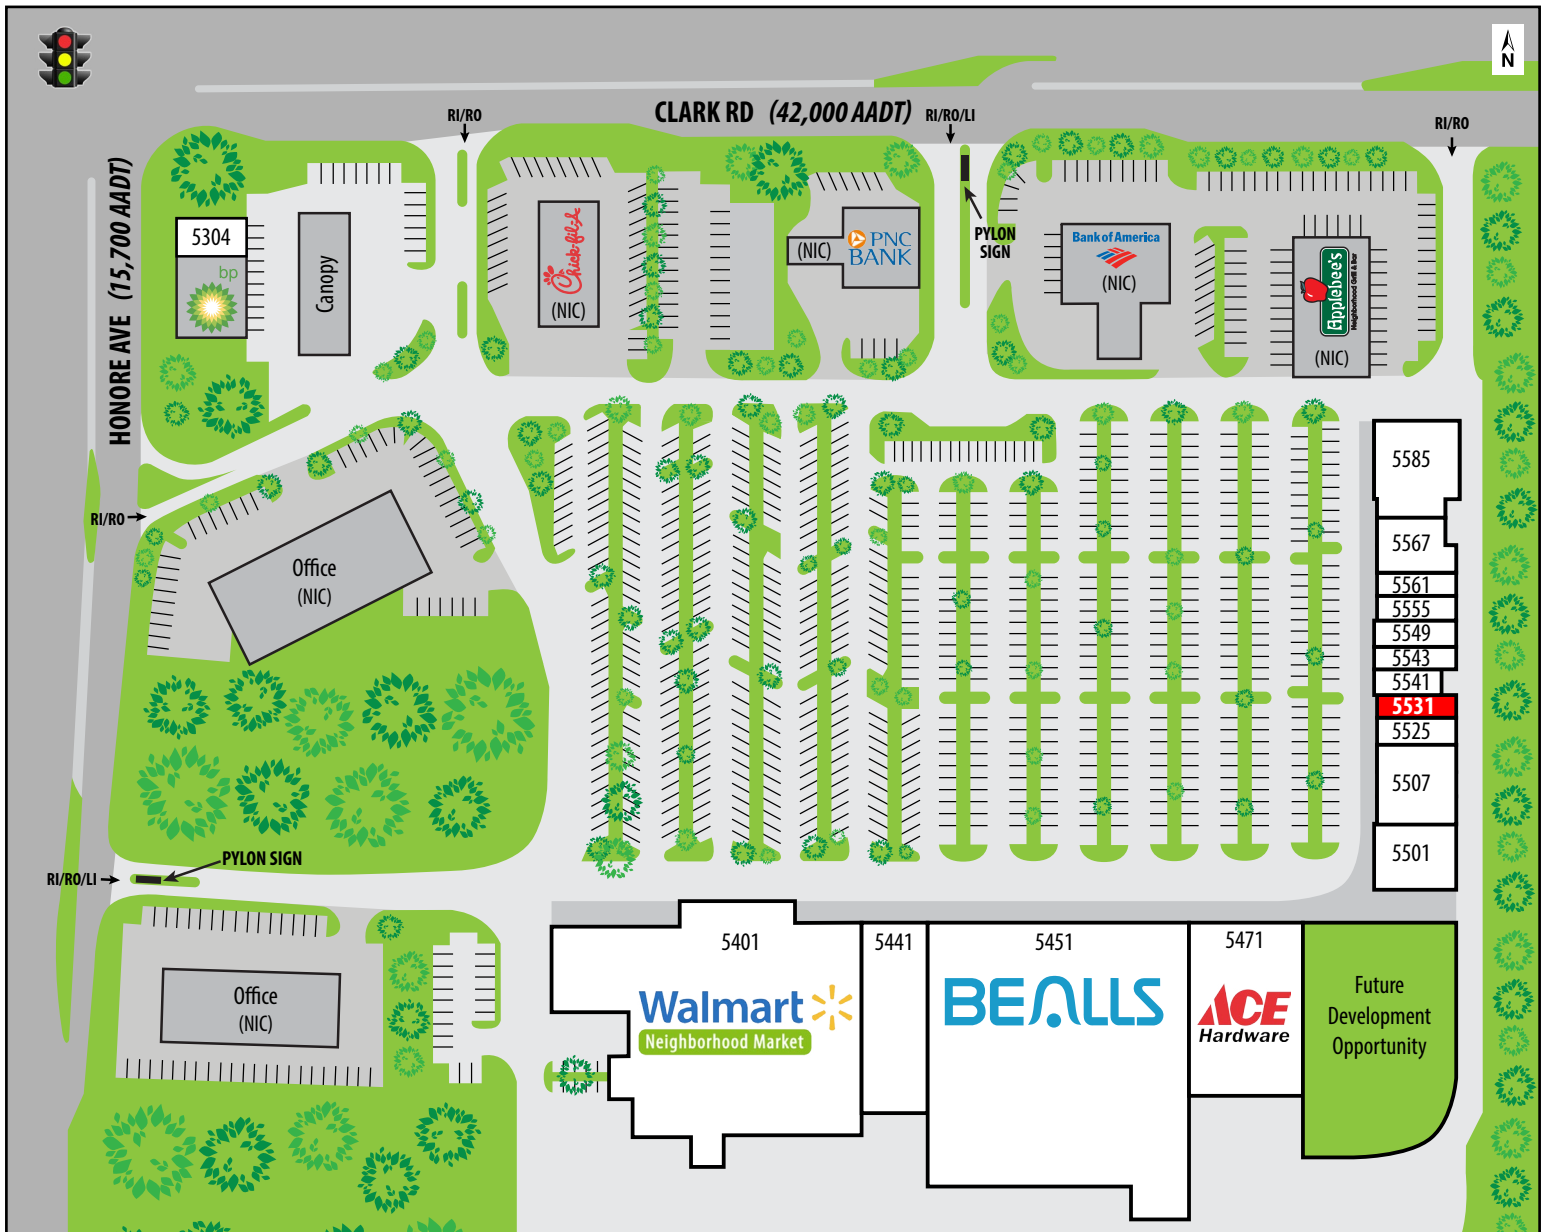 N
CLARK RD (42,000 AADT)
RI/RO
RI/RO/LI
RI/RO
HONORE AVE (15,700 AADT)
5304
bp
Canopy
Chick-fil-A
(NIC)
(NIC)
PNC
BANK
PYLON
SIGN
Bank of America
(NIC)
Applebee's
Neighborhood Grill & Bar
(NIC)
RI/RO
Office
(NIC)
5585
5567
5561
5555
5549
5543
5541
5531
5525
5507
5501
PYLON SIGN
RI/RO/LI
Office
(NIC)
5401
Walmart
Neighborhood Market
5441
5451
BEALLS
5471
ACE
Hardware
Future
Development
Opportunity